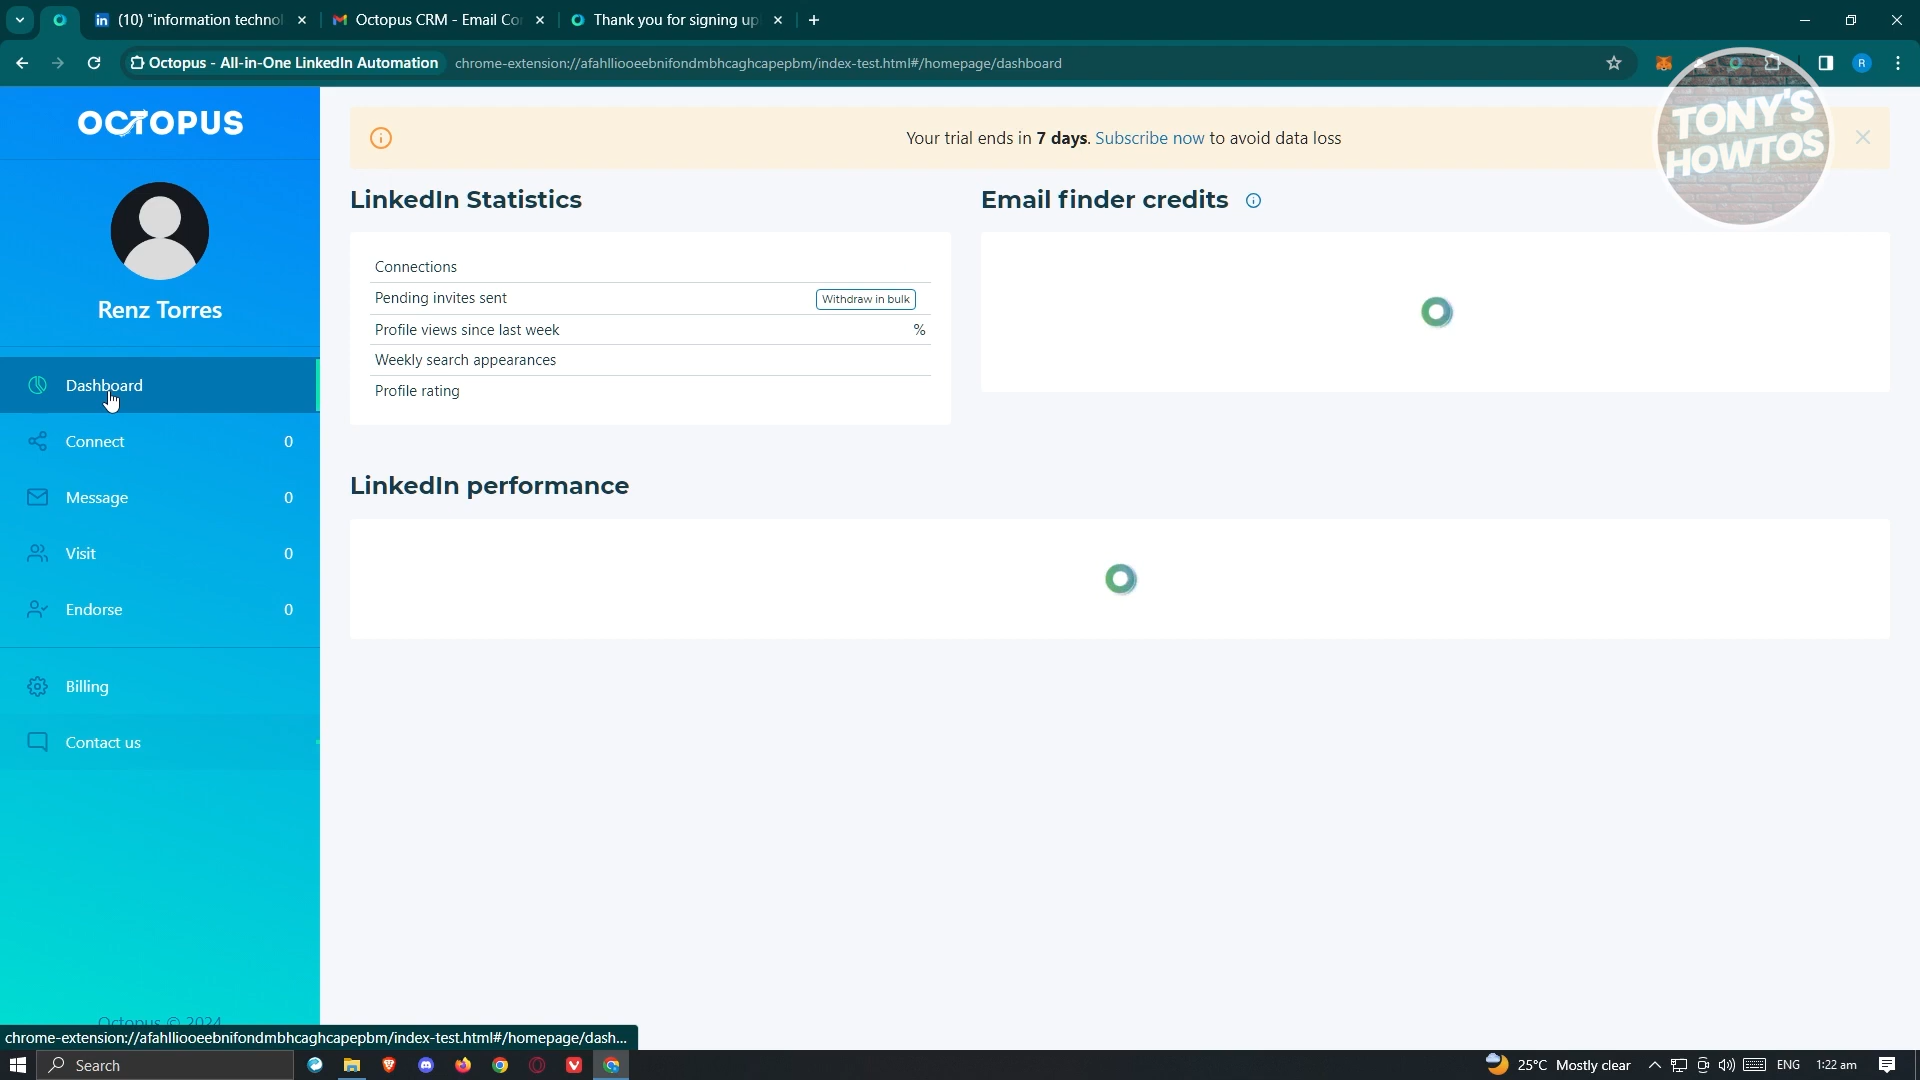 (10) "information technol
Octopus CRM - Email Co
Thank you for signing up
Octopus - All-in-One LinkedIn Automation
chrome-extension://afahlliooeebnifondmbhcaghcapepbm/index-test.html#/homepage/dashboard
R
OCTOPUS
Your trial ends in 7 days. Subscribe now to avoid data loss
TONY'S
HOWTOS
Renz Torres
LinkedIn Statistics
Email finder credits
Connections
Pending invites sent
Withdraw in bulk
Profile views since last week
%
Weekly search appearances
Profile rating
LinkedIn performance
Dashboard
Connect 0
Message 0
Visit 0
Endorse 0
Billing
Contact us
Octopus © 2024
chrome-extension://afahlliooeebnifondmbhcaghcapepbm/index-test.html#/homepage/dash...
Search
25°C Mostly clear
ENG
1:22 am